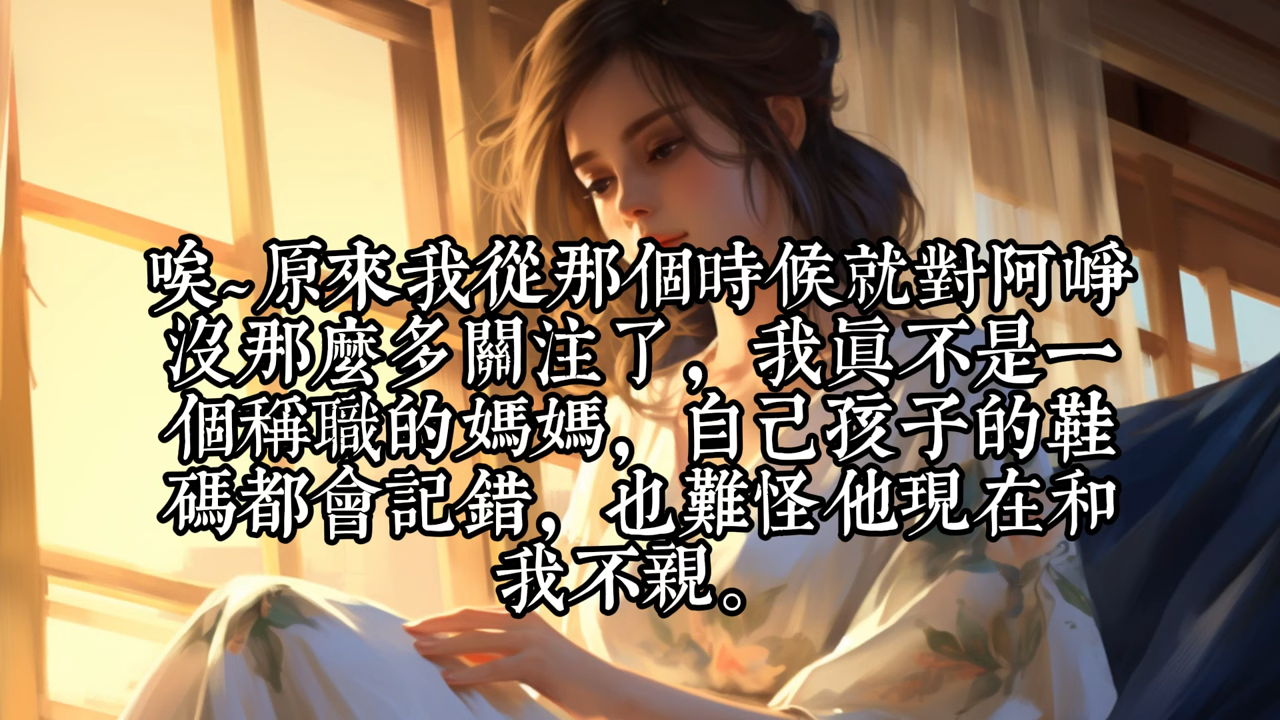 唉~原來我從那個時候就對阿崢
沒那麼多關注了，我真不是一
個稱職的媽媽，自己孩子的鞋
碼都會記錯，也難怪他現在和
我不親。